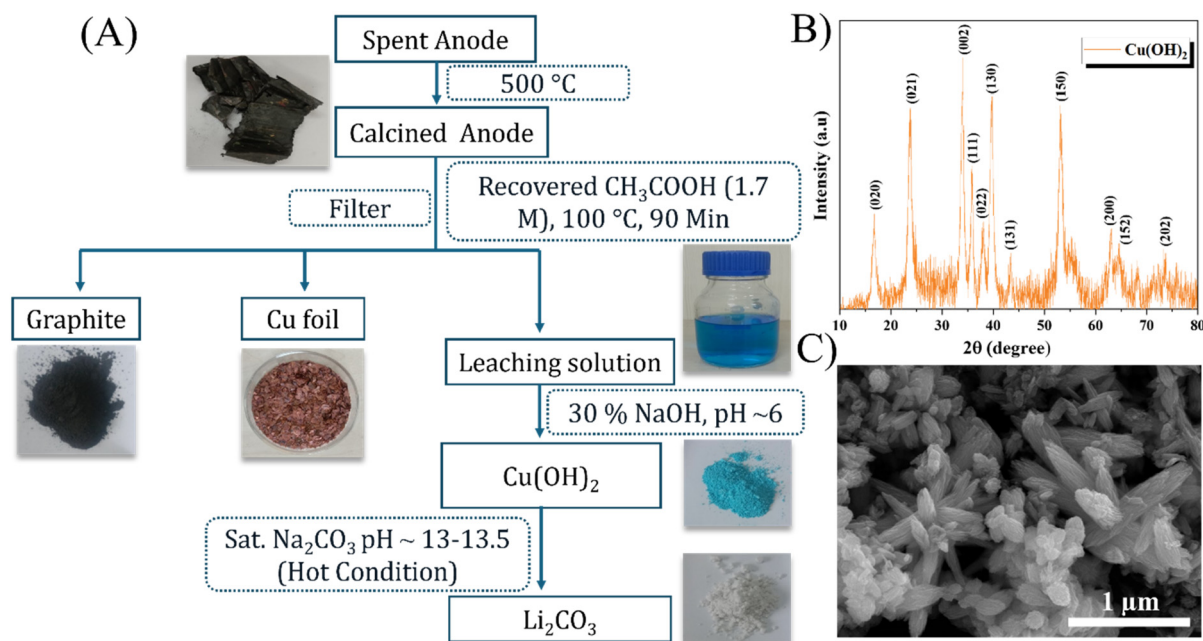 (A)
Spent Anode
500 °C
Calcined Anode
Filter
Recovered CH₃COOH (1.7
M), 100 °C, 90 Min
Graphite
Cu foil
Leaching solution
30 % NaOH, pH ~6
Cu(OH)₂
Sat. Na₂CO₃ pH ~ 13-13.5
(Hot Condition)
Li₂CO₃
B)
Cu(OH)₂
Intensity (a.u)
(020)
(021)
(002)
(111)
(022)
(130)
(131)
(150)
(200)
(152)
(202)
10 20 30 40 50 60 70 80
2θ (degree)
C)
1 µm